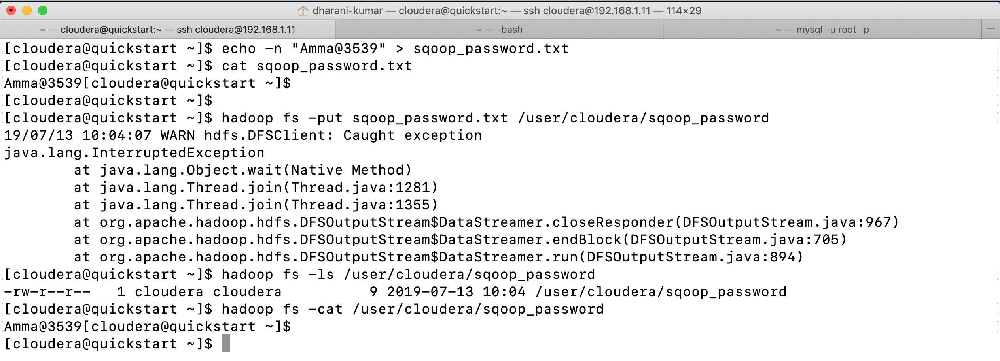 dharani-kumar — cloudera@quickstart:~ — ssh cloudera@192.168.1.11 — 114×29
~ — cloudera@quickstart:~ — ssh cloudera@192.168.1.11
~ — -bash
~ — mysql -u root -p
[cloudera@quickstart ~]$ echo -n "Amma@3539" > sqoop_password.txt
[cloudera@quickstart ~]$ cat sqoop_password.txt
Amma@3539[cloudera@quickstart ~]$
[cloudera@quickstart ~]$
[cloudera@quickstart ~]$ hadoop fs -put sqoop_password.txt /user/cloudera/sqoop_password
19/07/13 10:04:07 WARN hdfs.DFSClient: Caught exception
java.lang.InterruptedException
        at java.lang.Object.wait(Native Method)
        at java.lang.Thread.join(Thread.java:1281)
        at java.lang.Thread.join(Thread.java:1355)
        at org.apache.hadoop.hdfs.DFSOutputStream$DataStreamer.closeResponder(DFSOutputStream.java:967)
        at org.apache.hadoop.hdfs.DFSOutputStream$DataStreamer.endBlock(DFSOutputStream.java:705)
        at org.apache.hadoop.hdfs.DFSOutputStream$DataStreamer.run(DFSOutputStream.java:894)
[cloudera@quickstart ~]$ hadoop fs -ls /user/cloudera/sqoop_password
-rw-r--r--   1 cloudera cloudera          9 2019-07-13 10:04 /user/cloudera/sqoop_password
[cloudera@quickstart ~]$ hadoop fs -cat /user/cloudera/sqoop_password
Amma@3539[cloudera@quickstart ~]$
[cloudera@quickstart ~]$